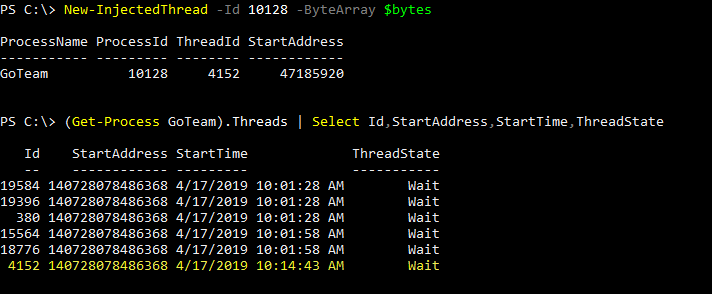 PS C:\> New-InjectedThread -Id 10128 -ByteArray $bytes
ProcessName ProcessId ThreadId StartAddress
----------- --------- -------- ------------
GoTeam 10128 4152 47185920
PS C:\> (Get-Process GoTeam).Threads | Select Id,StartAddress,StartTime,ThreadState
Id StartAddress StartTime ThreadState
-- ------------ --------- -----------
19584 140728078486368 4/17/2019 10:01:28 AM Wait
19396 140728078486368 4/17/2019 10:01:28 AM Wait
380 140728078486368 4/17/2019 10:01:28 AM Wait
15564 140728078486368 4/17/2019 10:01:58 AM Wait
18776 140728078486368 4/17/2019 10:01:58 AM Wait
4152 140728078486368 4/17/2019 10:14:43 AM Wait